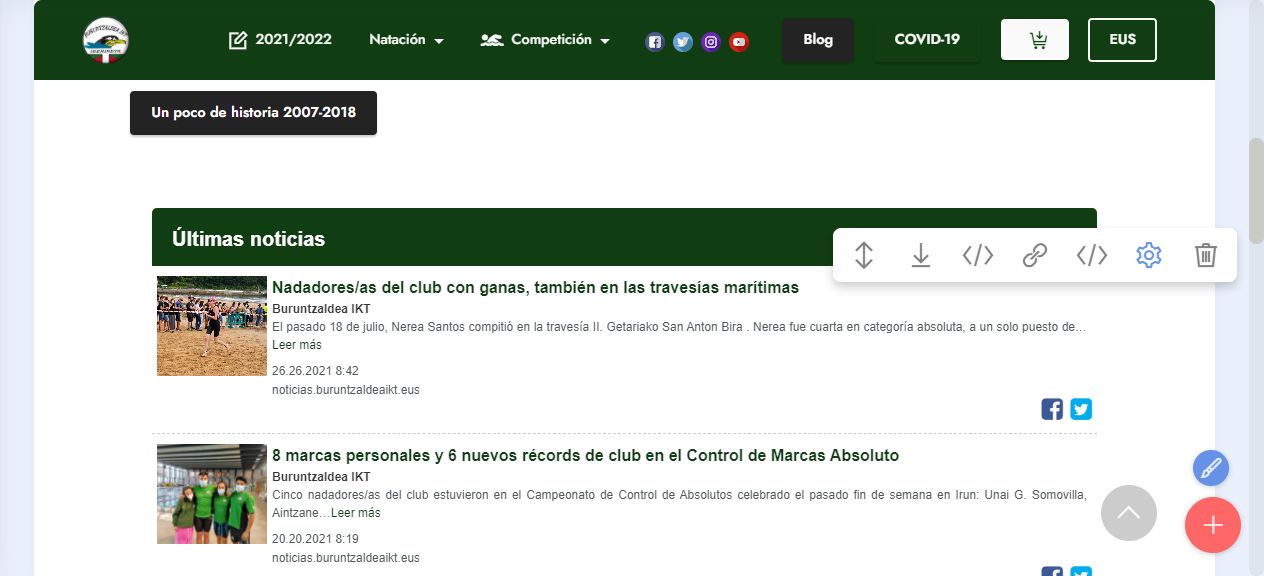 2021/2022 Natación Competición Blog COVID-19 EUS
Un poco de historia 2007-2018
Últimas noticias
Nadadores/as del club con ganas, también en las travesías marítimas
Buruntzaldea IKT
El pasado 18 de julio, Nerea Santos compitió en la travesía II. Getariako San Anton Bira . Nerea fue cuarta en categoría absoluta, a un solo puesto de...
Leer más
26.26.2021 8:42
noticias.buruntzaldeaikt.eus
8 marcas personales y 6 nuevos récords de club en el Control de Marcas Absoluto
Buruntzaldea IKT
Cinco nadadores/as del club estuvieron en el Campeonato de Control de Absolutos celebrado el pasado fin de semana en Irun: Unai G. Somovilla,
Aintzane...Leer más
20.20.2021 8:19
noticias.buruntzaldeaikt.eus